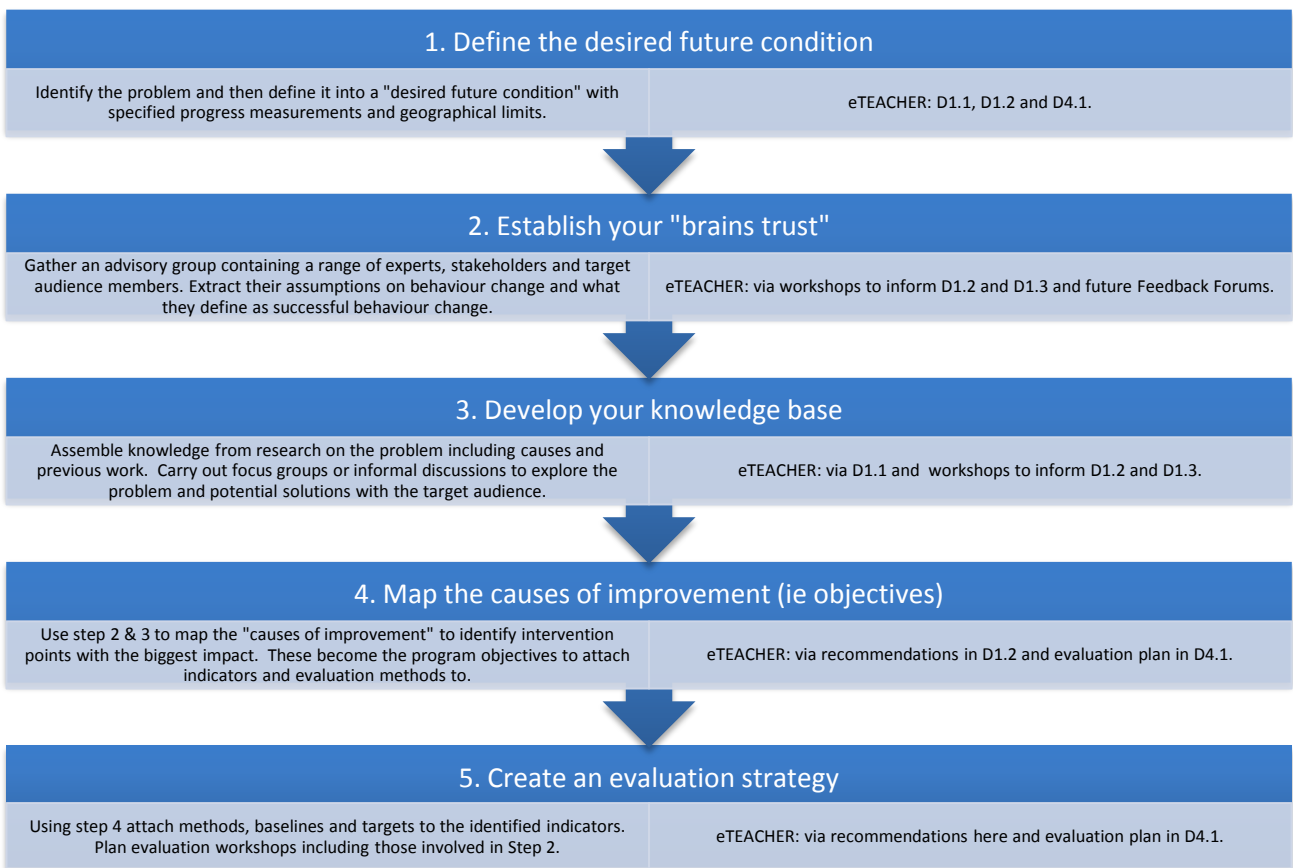 1. Define the desired future condition
Identify the problem and then define it into a "desired future condition" with
specified progress measurements and geographical limits.
eTEACHER: D1.1, D1.2 and D4.1.
2. Establish your "brains trust"
Gather an advisory group containing a range of experts, stakeholders and target
audience members. Extract their assumptions on behaviour change and what
they define as successful behaviour change.
eTEACHER: via workshops to inform D1.2 and D1.3 and future Feedback Forums.
3. Develop your knowledge base
Assemble knowledge from research on the problem including causes and
previous work.  Carry out focus groups or informal discussions to explore the
problem and potential solutions with the target audience.
eTEACHER: via D1.1 and  workshops to inform D1.2 and D1.3.
4. Map the causes of improvement (ie objectives)
Use step 2 & 3 to map the "causes of improvement" to identify intervention
points with the biggest impact.  These become the program objectives to attach
indicators and evaluation methods to.
eTEACHER: via recommendations in D1.2 and evaluation plan in D4.1.
5. Create an evaluation strategy
Using step 4 attach methods, baselines and targets to the identified indicators.
Plan evaluation workshops including those involved in Step 2.
eTEACHER: via recommendations here and evaluation plan in D4.1.